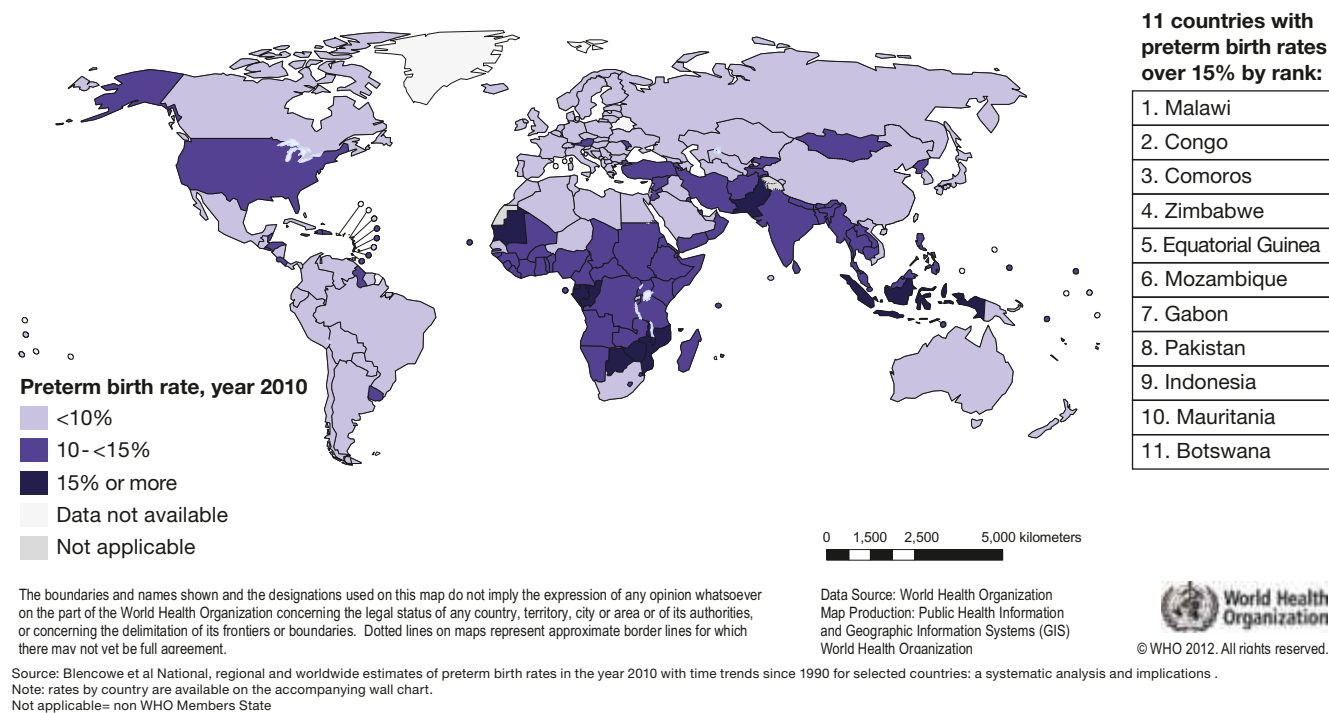 11 countries with
preterm birth rates
over 15% by rank:
1. Malawi
2. Congo
3. Comoros
4. Zimbabwe
5. Equatorial Guinea
6. Mozambique
7. Gabon
8. Pakistan
9. Indonesia
10. Mauritania
11. Botswana
Preterm birth rate, year 2010
<10%
10-<15%
15% or more
Data not available
Not applicable
0 1,500 2,500 5,000 kilometers
The boundaries and names shown and the designations used on this map do not imply the expression of any opinion whatsoever
on the part of the World Health Organization concerning the legal status of any country, territory, city or area or of its authorities,
or concerning the delimitation of its frontiers or boundaries. Dotted lines on maps represent approximate border lines for which
there may not yet be full agreement.
Data Source: World Health Organization
Map Production: Public Health Information
and Geographic Information Systems (GIS)
World Health Organization
World Health
Organization
© WHO 2012. All rights reserved.
Source: Blencowe et al National, regional and worldwide estimates of preterm birth rates in the year 2010 with time trends since 1990 for selected countries: a systematic analysis and implications .
Note: rates by country are available on the accompanying wall chart.
Not applicable= non WHO Members State